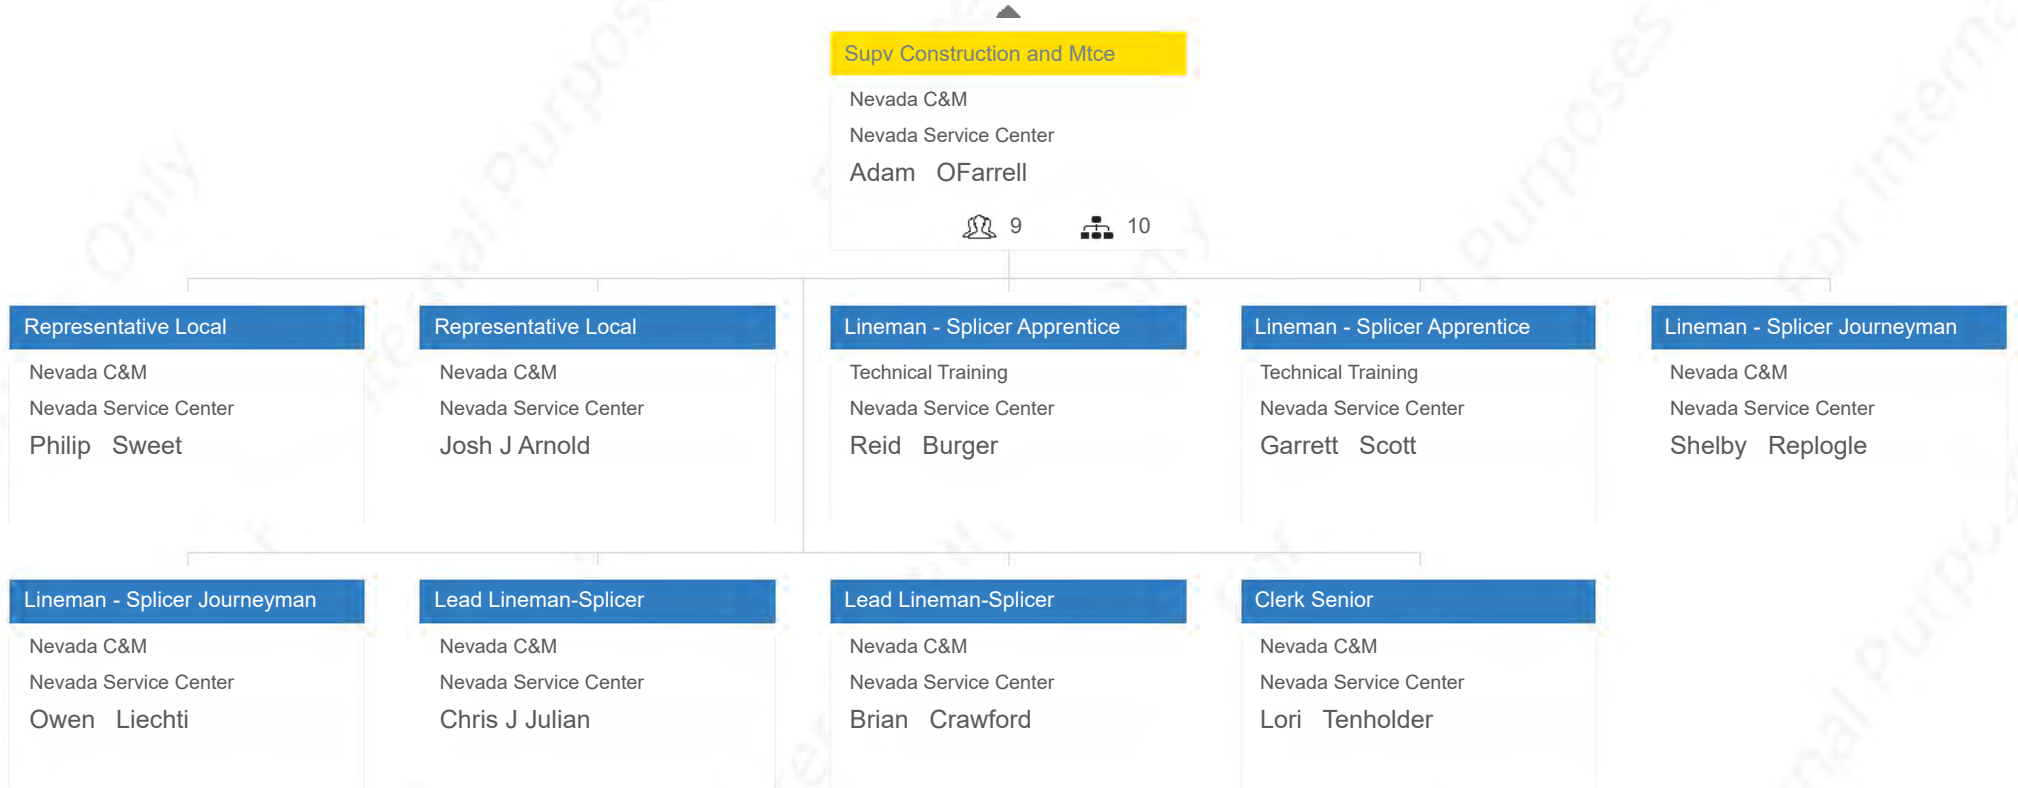 Supv Construction and Mtce
Nevada C&M
Nevada Service Center
Adam OFarrell
9 10
Representative Local
Nevada C&M
Nevada Service Center
Philip Sweet
Representative Local
Nevada C&M
Nevada Service Center
Josh J Arnold
Lineman - Splicer Apprentice
Technical Training
Nevada Service Center
Reid Burger
Lineman - Splicer Apprentice
Technical Training
Nevada Service Center
Garrett Scott
Lineman - Splicer Journeyman
Nevada C&M
Nevada Service Center
Shelby Replogle
Lineman - Splicer Journeyman
Nevada C&M
Nevada Service Center
Owen Liechti
Lead Lineman-Splicer
Nevada C&M
Nevada Service Center
Chris J Julian
Lead Lineman-Splicer
Nevada C&M
Nevada Service Center
Brian Crawford
Clerk Senior
Nevada C&M
Nevada Service Center
Lori Tenholder